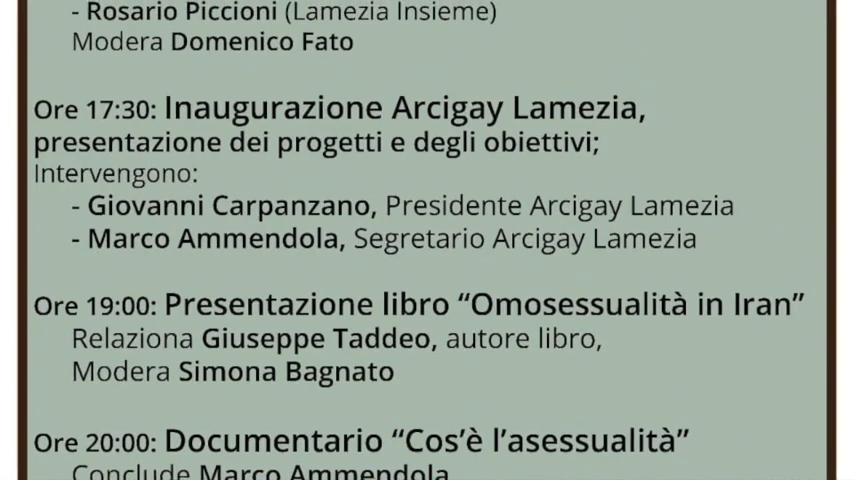 - Rosario Piccioni (Lamezia Insieme)
Modera Domenico Fato
Ore 17:30: Inaugurazione Arcigay Lamezia,
presentazione dei progetti e degli obiettivi;
Intervengono:
- Giovanni Carpanzano, Presidente Arcigay Lamezia
- Marco Ammendola, Segretario Arcigay Lamezia
Ore 19:00: Presentazione libro “Omosessualità in Iran”
Relaziona Giuseppe Taddeo, autore libro,
Modera Simona Bagnato
Ore 20:00: Documentario “Cos’è l’asessualità”
Conclude Marco Ammendola